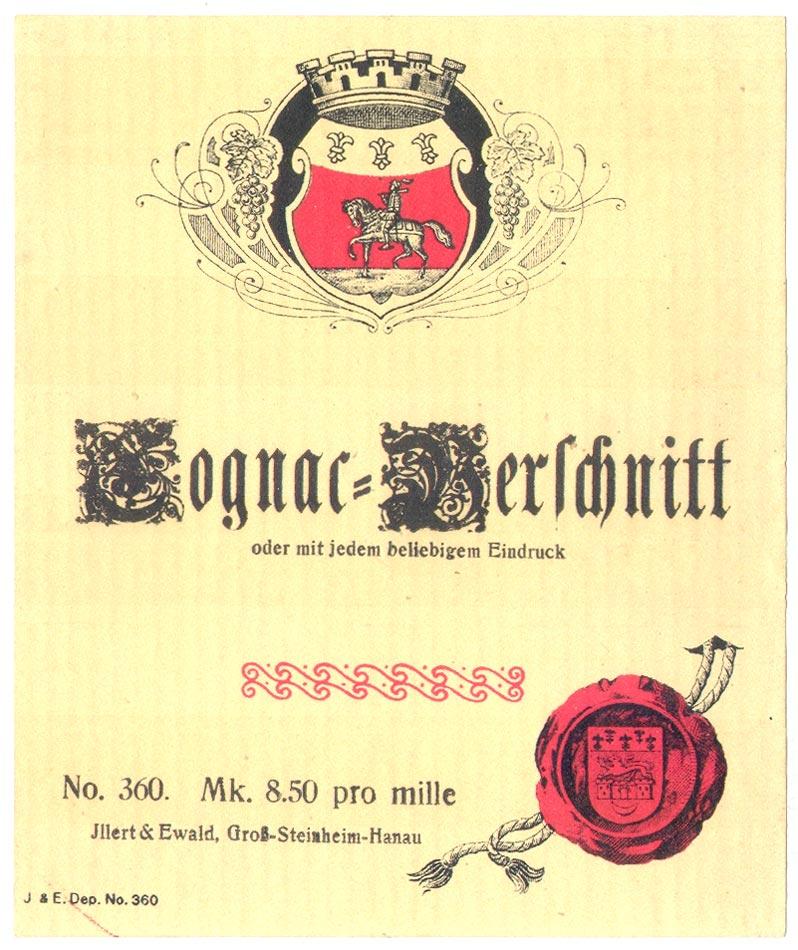 Cognac=Verschnitt
oder mit jedem beliebigem Eindruck
No. 360. Mk. 8.50 pro mille
Jllert & Ewald, Groß-Steinheim-Hanau
J & E. Dep. No. 360